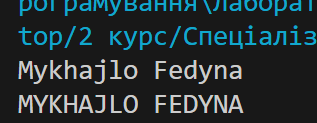 рограмування\Лаборат
top/2 курс/Спеціаліз
Mykhajlo Fedyna
MYKHAJLO FEDYNA